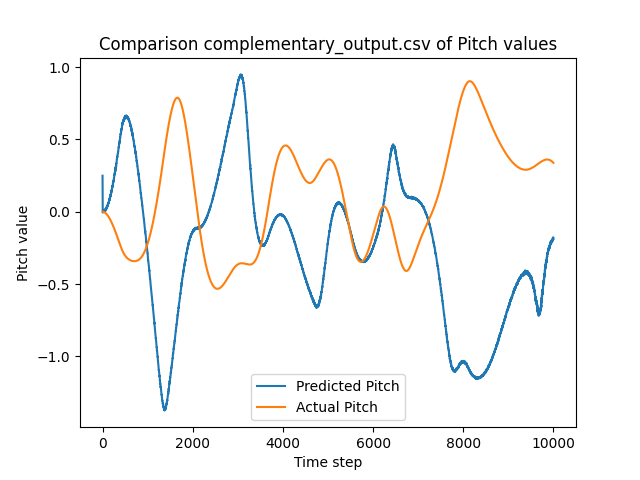 Comparison complementary_output.csv of Pitch values
1.0
0.5
0.0
−0.5
−1.0
Pitch value
Predicted Pitch
Actual Pitch
0 2000 4000 6000 8000 10000
Time step